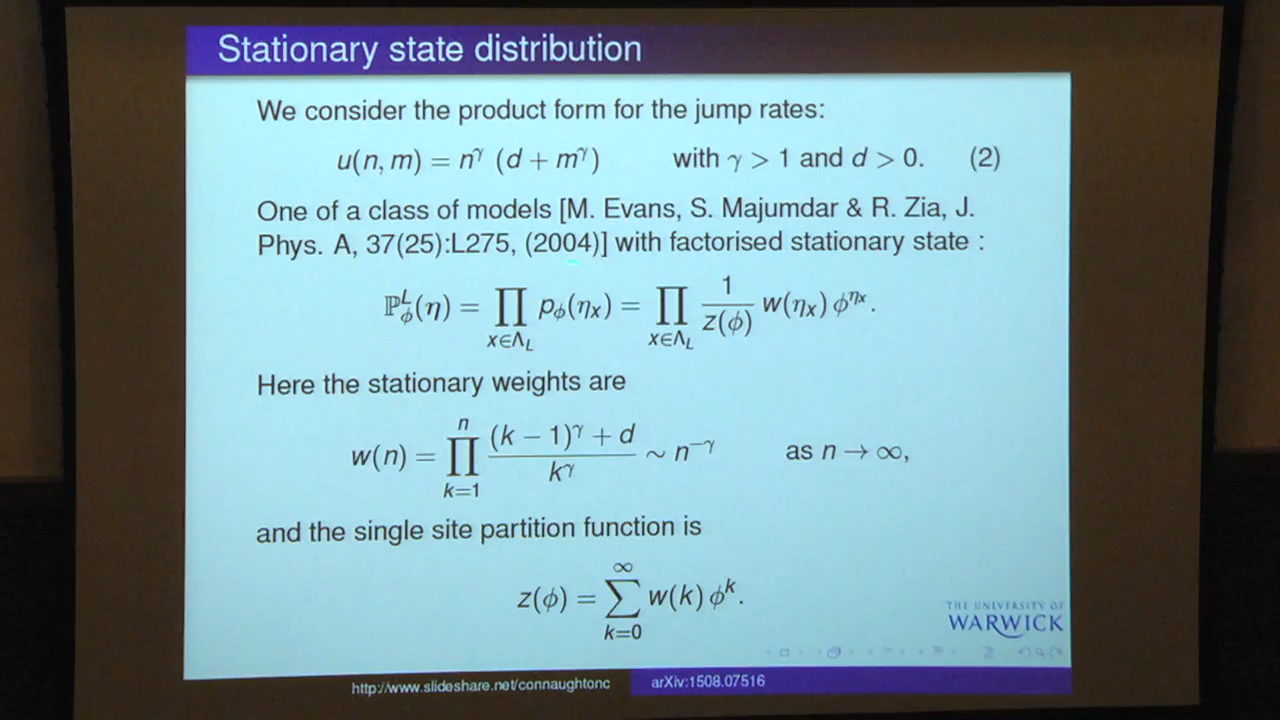 Stationary state distribution
We consider the product form for the jump rates:
u(n, m) = n^γ (d + m^γ) with γ > 1 and d > 0. (2)
One of a class of models [M. Evans, S. Majumdar & R. Zia, J.
Phys. A, 37(25):L275, (2004)] with factorised stationary state :
ℙ^L_ϕ(η) = ∏_{x∈Λ_L} p_ϕ(η_x) = ∏_{x∈Λ_L} 1/z(ϕ) w(η_x) ϕ^{η_x}.
Here the stationary weights are
w(n) = ∏_{k=1}^{n} ((k − 1)^γ + d)/k^γ ∼ n^{−γ} as n → ∞,
and the single site partition function is
z(ϕ) = ∑_{k=0}^{∞} w(k) ϕ^k.
THE UNIVERSITY OF
WARWICK
http://www.slideshare.net/connaughtonc arXiv:1508.07516